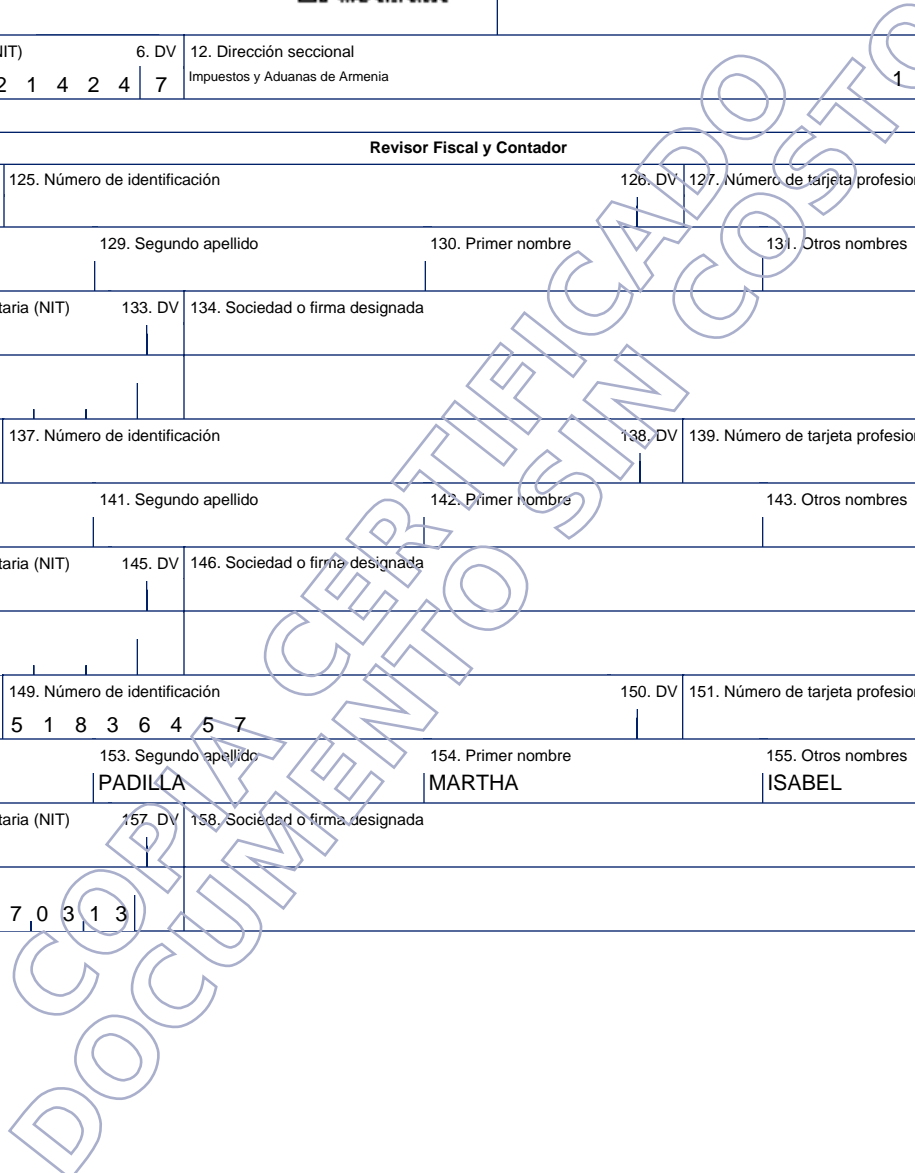 IT) 6. DV 12. Dirección seccional
2 1 4 2 4 7 Impuestos y Aduanas de Armenia 1
Revisor Fiscal y Contador
125. Número de identificación 126. DV 127. Número de tarjeta profesion
129. Segundo apellido 130. Primer nombre 131. Otros nombres
taria (NIT) 133. DV 134. Sociedad o firma designada
137. Número de identificación 138. DV 139. Número de tarjeta profesion
141. Segundo apellido 142. Primer nombre 143. Otros nombres
taria (NIT) 145. DV 146. Sociedad o firma designada
149. Número de identificación 150. DV 151. Número de tarjeta profesion
5 1 8 3 6 4 5 7
153. Segundo apellido 154. Primer nombre 155. Otros nombres
PADILLA MARTHA ISABEL
taria (NIT) 157. DV 158. Sociedad o firma designada
7 0 3 1 3
COPIA CERTIFICADO
DOCUMENTO SIN COSTO